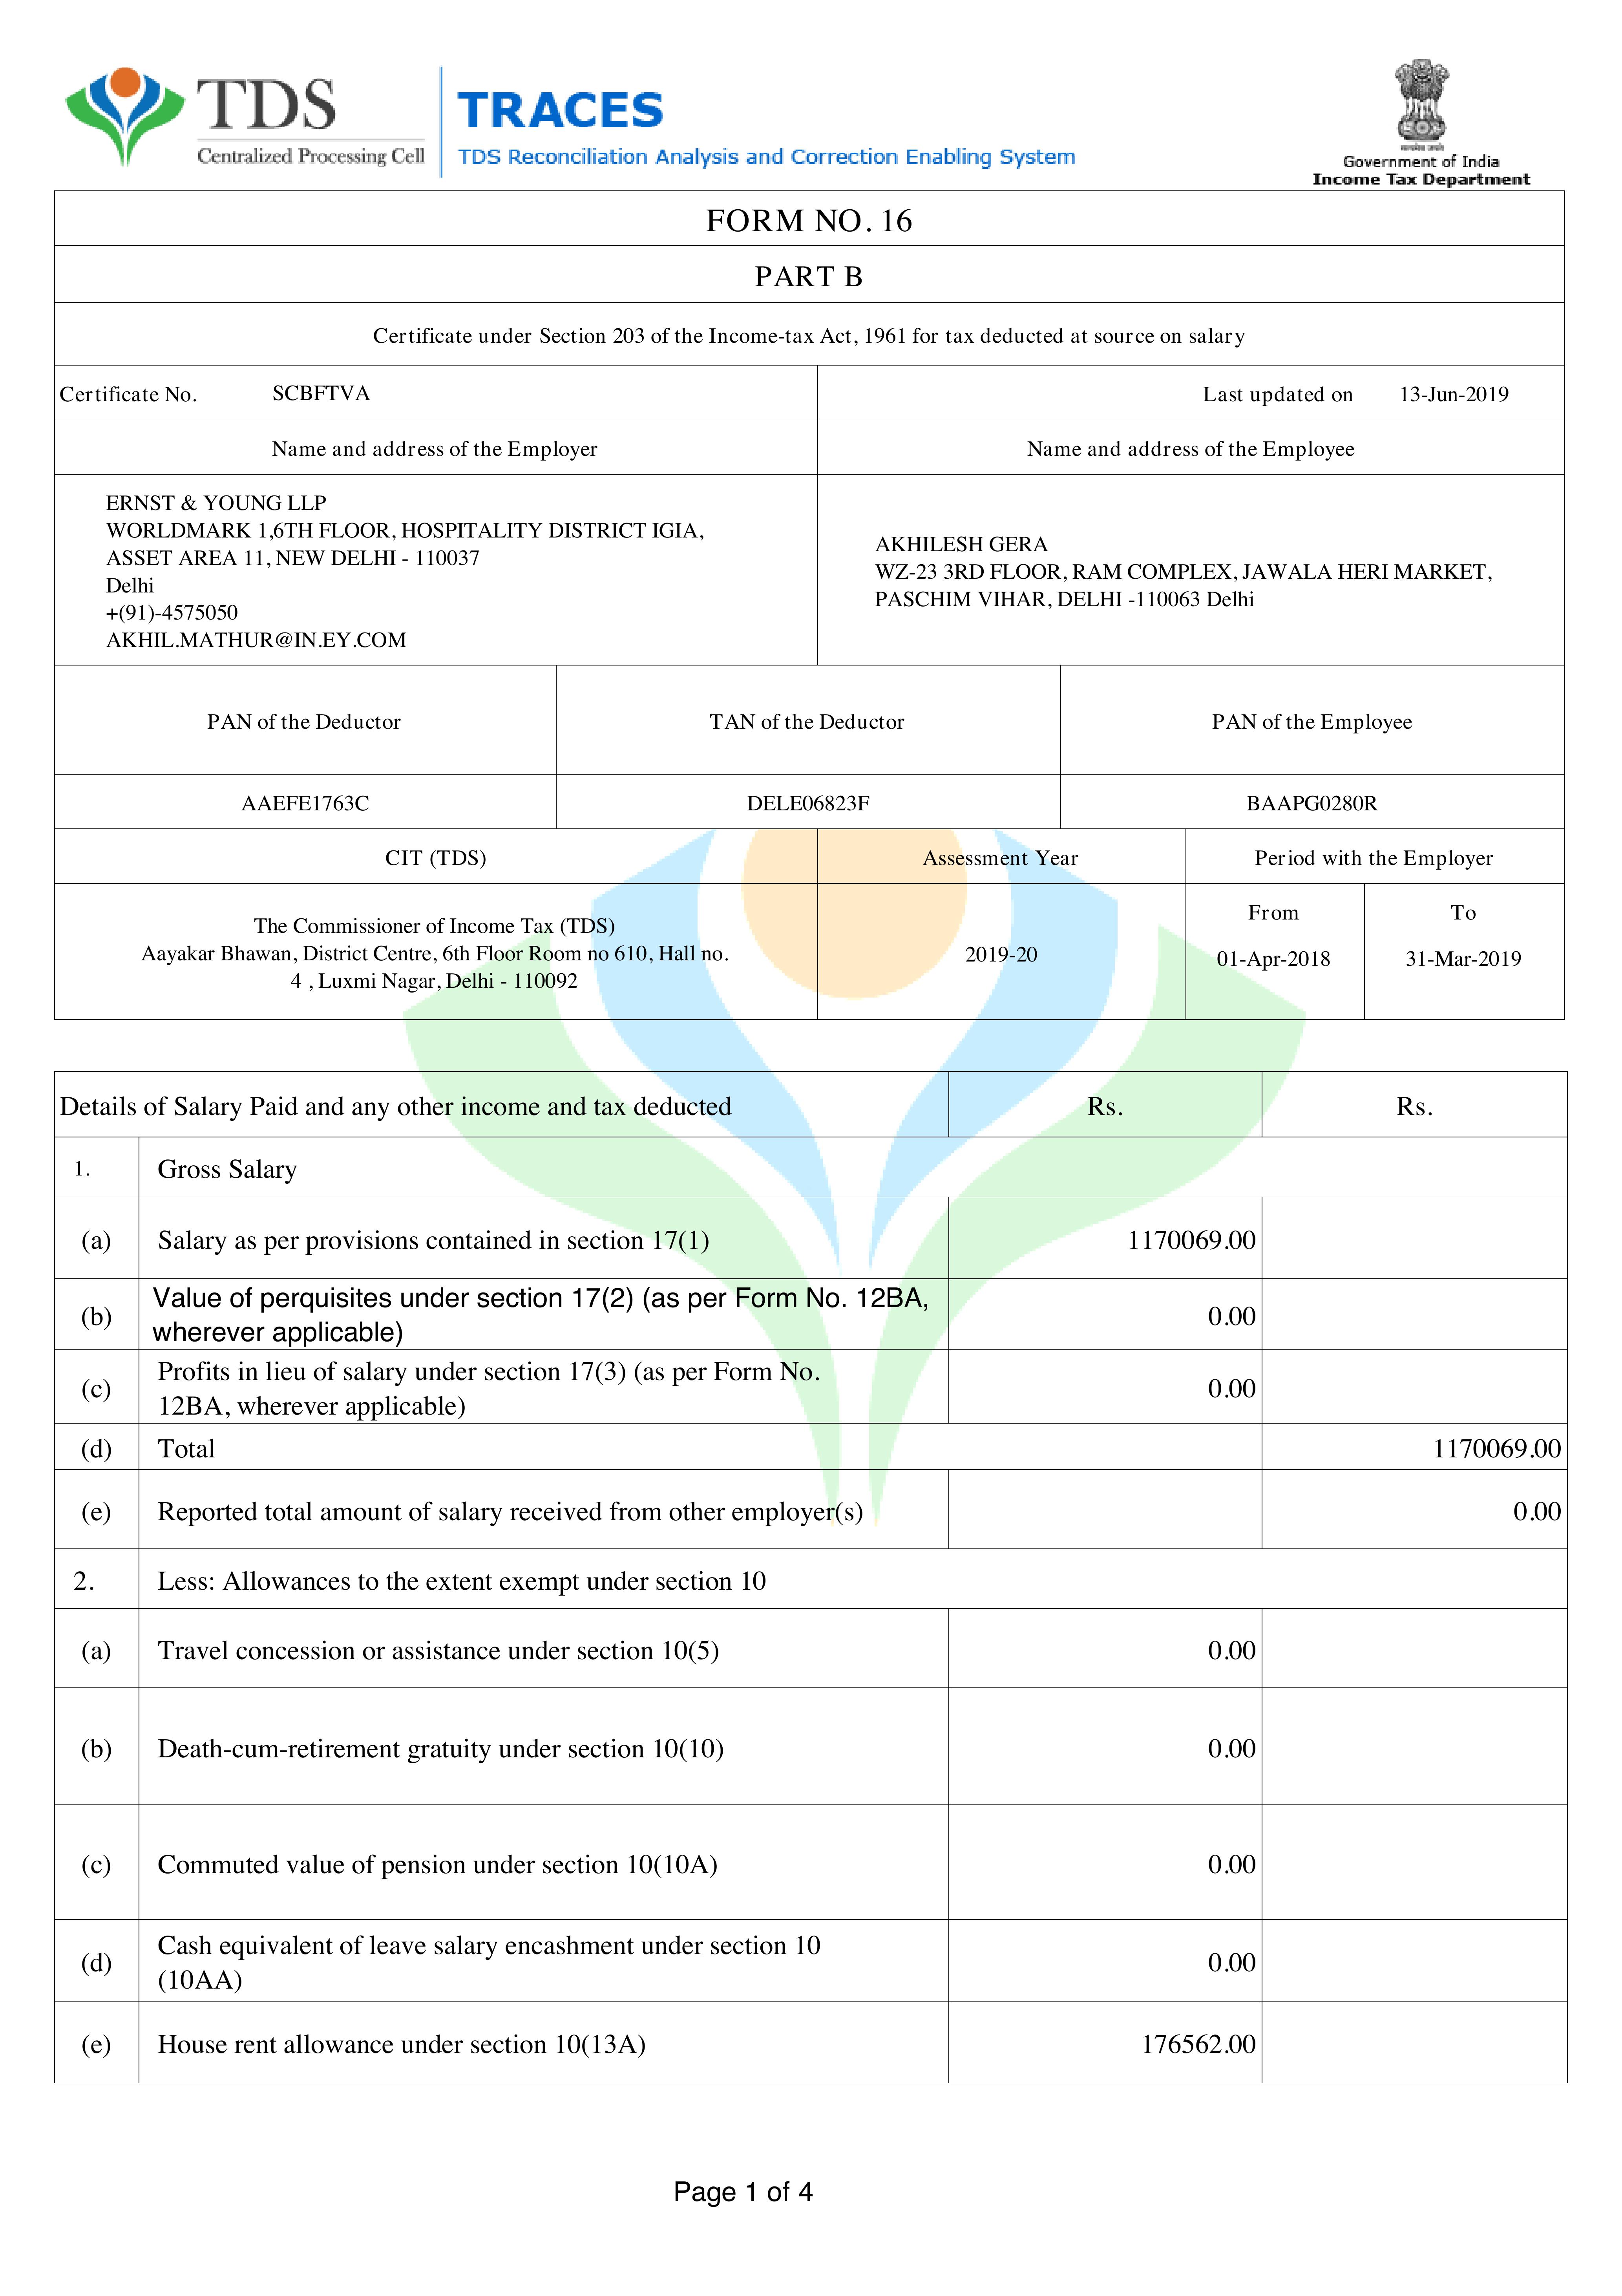 TDS
Centralized Processing Cell
TRACES
TDS Reconciliation Analysis and Correction Enabling System
सत्यमेव जयते
Government of India
Income Tax Department
FORM NO. 16
PART B
Certificate under Section 203 of the Income-tax Act, 1961 for tax deducted at source on salary
Certificate No. SCBFTVA Last updated on 13-Jun-2019
Name and address of the Employer Name and address of the Employee
ERNST & YOUNG LLP
WORLDMARK 1,6TH FLOOR, HOSPITALITY DISTRICT IGIA,
ASSET AREA 11, NEW DELHI - 110037
Delhi
+(91)-4575050
AKHIL.MATHUR@IN.EY.COM
AKHILESH GERA
WZ-23 3RD FLOOR, RAM COMPLEX, JAWALA HERI MARKET,
PASCHIM VIHAR, DELHI -110063 Delhi
PAN of the Deductor TAN of the Deductor PAN of the Employee
AAEFE1763C DELE06823F BAAPG0280R
CIT (TDS) Assessment Year Period with the Employer
The Commissioner of Income Tax (TDS)
Aayakar Bhawan, District Centre, 6th Floor Room no 610, Hall no.
4 , Luxmi Nagar, Delhi - 110092
2019-20
From To
01-Apr-2018 31-Mar-2019
Details of Salary Paid and any other income and tax deducted Rs. Rs.
1. Gross Salary
(a) Salary as per provisions contained in section 17(1) 1170069.00
(b) Value of perquisites under section 17(2) (as per Form No. 12BA,
wherever applicable) 0.00
(c) Profits in lieu of salary under section 17(3) (as per Form No.
12BA, wherever applicable) 0.00
(d) Total 1170069.00
(e) Reported total amount of salary received from other employer(s) 0.00
2. Less: Allowances to the extent exempt under section 10
(a) Travel concession or assistance under section 10(5) 0.00
(b) Death-cum-retirement gratuity under section 10(10) 0.00
(c) Commuted value of pension under section 10(10A) 0.00
(d) Cash equivalent of leave salary encashment under section 10
(10AA) 0.00
(e) House rent allowance under section 10(13A) 176562.00
Page 1 of 4